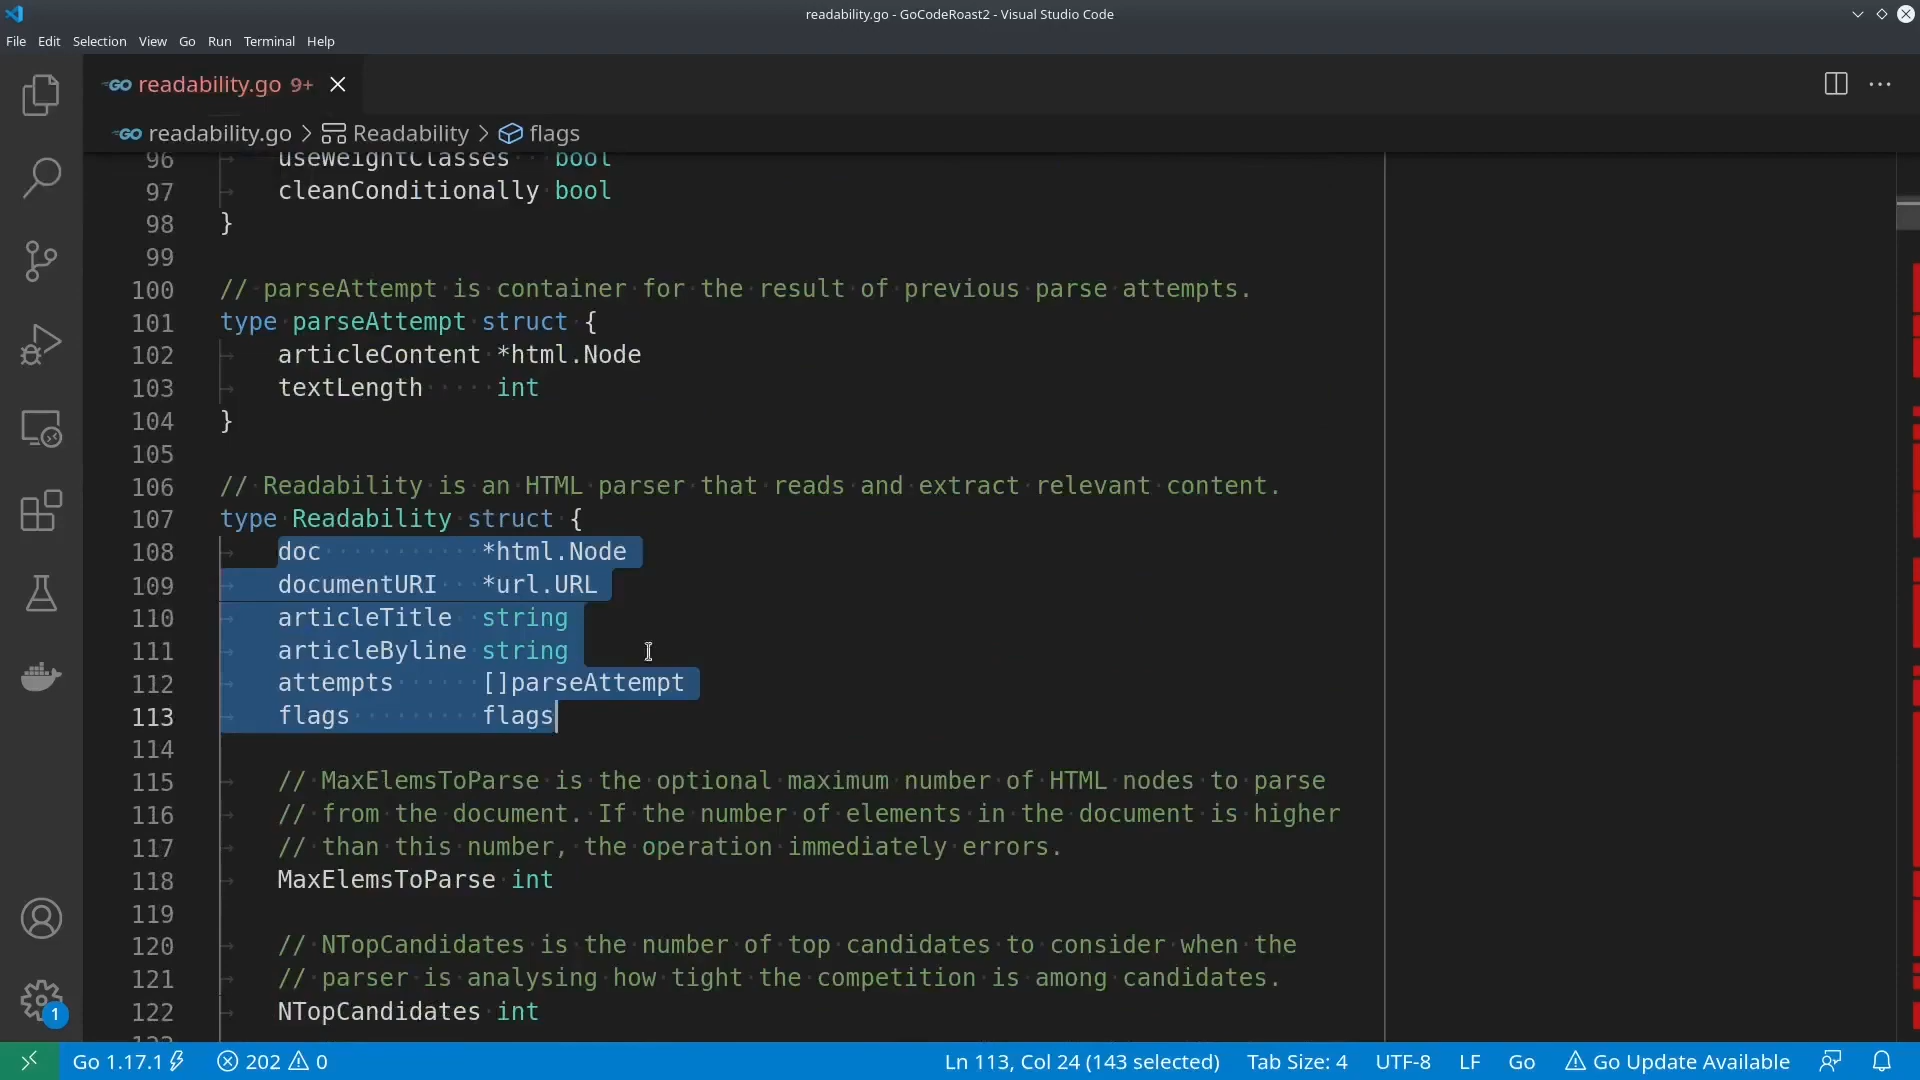 readability.go - GoCodeRoast2 - Visual Studio Code
File Edit Selection View Go Run Terminal Help
GO readability.go 9+
GO readability.go > Readability > flags
96 useWeightClasses bool
97 cleanConditionally bool
98 }
99
100 // parseAttempt is container for the result of previous parse attempts.
101 type parseAttempt struct {
102 articleContent *html.Node
103 textLength int
104 }
105
106 // Readability is an HTML parser that reads and extract relevant content.
107 type Readability struct {
108 doc *html.Node
109 documentURI *url.URL
110 articleTitle string
111 articleByline string
112 attempts []parseAttempt
113 flags flags
114
115 // MaxElemsToParse is the optional maximum number of HTML nodes to parse
116 // from the document. If the number of elements in the document is higher
117 // than this number, the operation immediately errors.
118 MaxElemsToParse int
119
120 // NTopCandidates is the number of top candidates to consider when the
121 // parser is analysing how tight the competition is among candidates.
122 NTopCandidates int
1
Go 1.17.1 202 0 Ln 113, Col 24 (143 selected) Tab Size: 4 UTF-8 LF Go Go Update Available